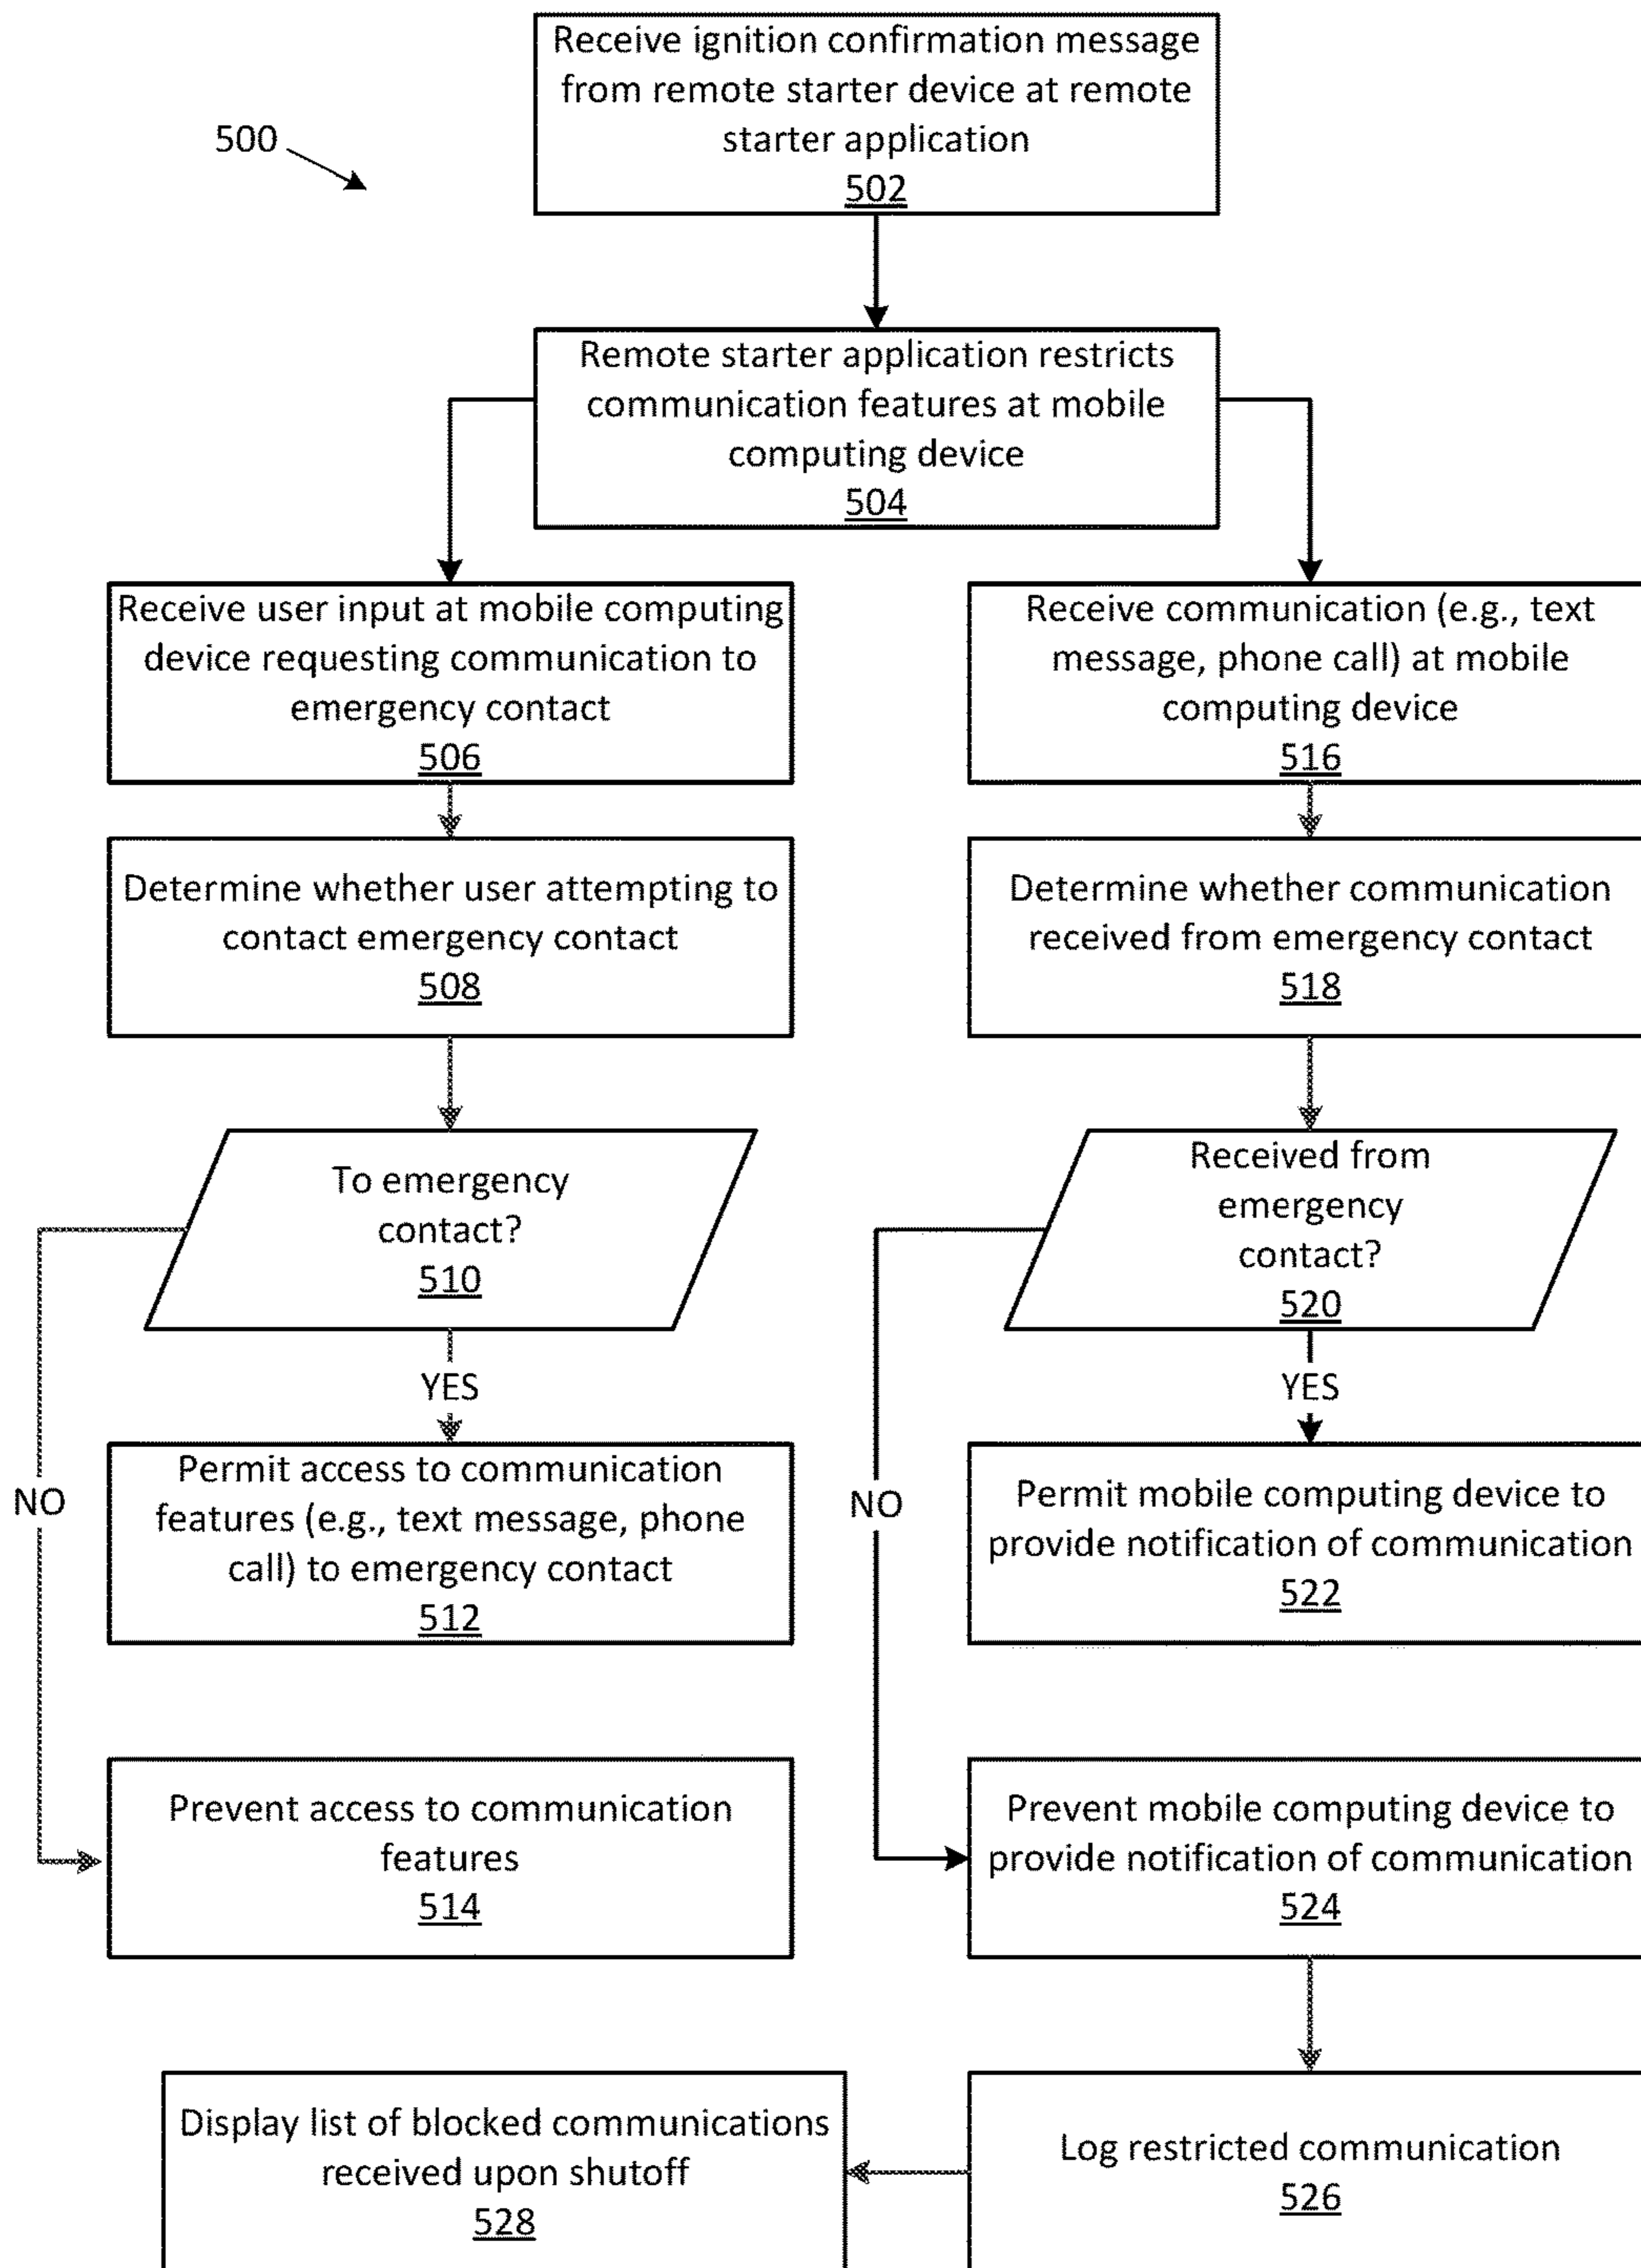 Receive ignition confirmation message
from remote starter device at remote
starter application
502
500
Remote starter application restricts
communication features at mobile
computing device
504
Receive user input at mobile computing
device requesting communication to
emergency contact
506
Receive communication (e.g., text
message, phone call) at mobile
computing device
516
Determine whether user attempting to
contact emergency contact
508
Determine whether communication
received from emergency contact
518
To emergency
contact?
510
Received from
emergency
contact?
520
YES
YES
NO
Permit access to communication
features (e.g., text message, phone
call) to emergency contact
512
NO
Permit mobile computing device to
provide notification of communication
522
Prevent access to communication
features
514
Prevent mobile computing device to
provide notification of communication
524
Display list of blocked communications
received upon shutoff
528
Log restricted communication
526